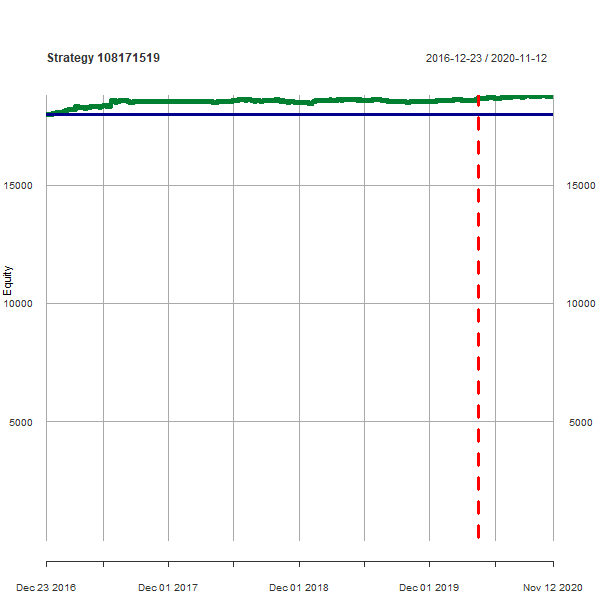 Strategy 108171519
2016-12-23 / 2020-11-12
15000
15000
Equity
10000
10000
5000
5000
Dec 23 2016
Dec 01 2017
Dec 01 2018
Dec 01 2019
Nov 12 2020